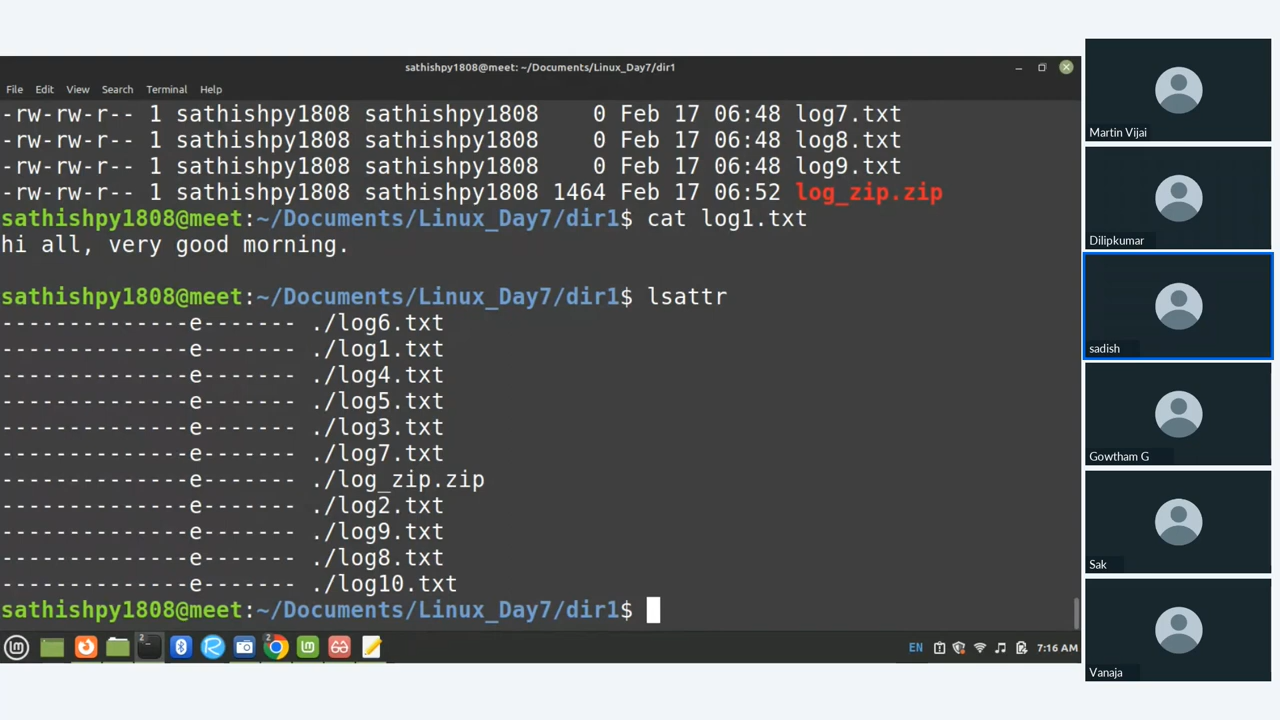 sathishpy1808@meet: ~/Documents/Linux_Day7/dir1
File Edit View Search Terminal Help
-rw-rw-r-- 1 sathishpy1808 sathishpy1808    0 Feb 17 06:48 log7.txt
-rw-rw-r-- 1 sathishpy1808 sathishpy1808    0 Feb 17 06:48 log8.txt
-rw-rw-r-- 1 sathishpy1808 sathishpy1808    0 Feb 17 06:48 log9.txt
-rw-rw-r-- 1 sathishpy1808 sathishpy1808 1464 Feb 17 06:52 log_zip.zip
sathishpy1808@meet:~/Documents/Linux_Day7/dir1$ cat log1.txt
hi all, very good morning.
sathishpy1808@meet:~/Documents/Linux_Day7/dir1$ lsattr
--------------e------- ./log6.txt
--------------e------- ./log1.txt
--------------e------- ./log4.txt
--------------e------- ./log5.txt
--------------e------- ./log3.txt
--------------e------- ./log7.txt
--------------e------- ./log_zip.zip
--------------e------- ./log2.txt
--------------e------- ./log9.txt
--------------e------- ./log8.txt
--------------e------- ./log10.txt
sathishpy1808@meet:~/Documents/Linux_Day7/dir1$
2
2
EN
7:16 AM
Martin Vijai
Dilipkumar
sadish
Gowtham G
Sak
Vanaja